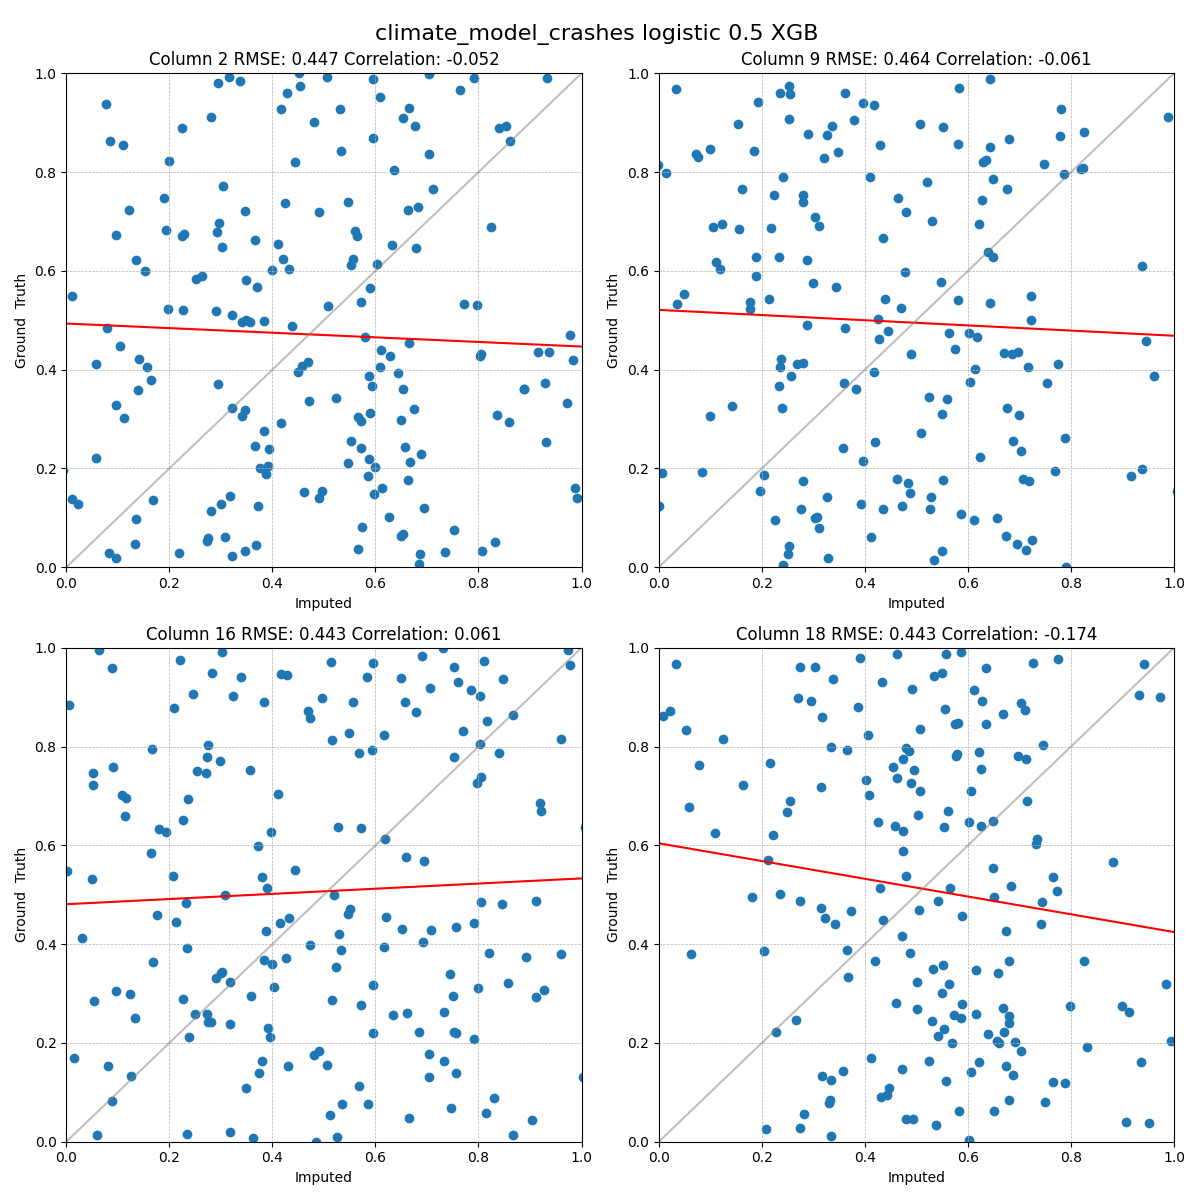 climate_model_crashes logistic 0.5 XGB
Column 2 RMSE: 0.447 Correlation: -0.052
1.0
0.8
0.6
0.4
0.2
0.0
Ground Truth
0.0 0.2 0.4 0.6 0.8 1.0
Imputed
Column 9 RMSE: 0.464 Correlation: -0.061
1.0
0.8
0.6
0.4
0.2
0.0
Ground Truth
0.0 0.2 0.4 0.6 0.8 1.0
Imputed
Column 16 RMSE: 0.443 Correlation: 0.061
1.0
0.8
0.6
0.4
0.2
0.0
Ground Truth
0.0 0.2 0.4 0.6 0.8 1.0
Imputed
Column 18 RMSE: 0.443 Correlation: -0.174
1.0
0.8
0.6
0.4
0.2
0.0
Ground Truth
0.0 0.2 0.4 0.6 0.8 1.0
Imputed